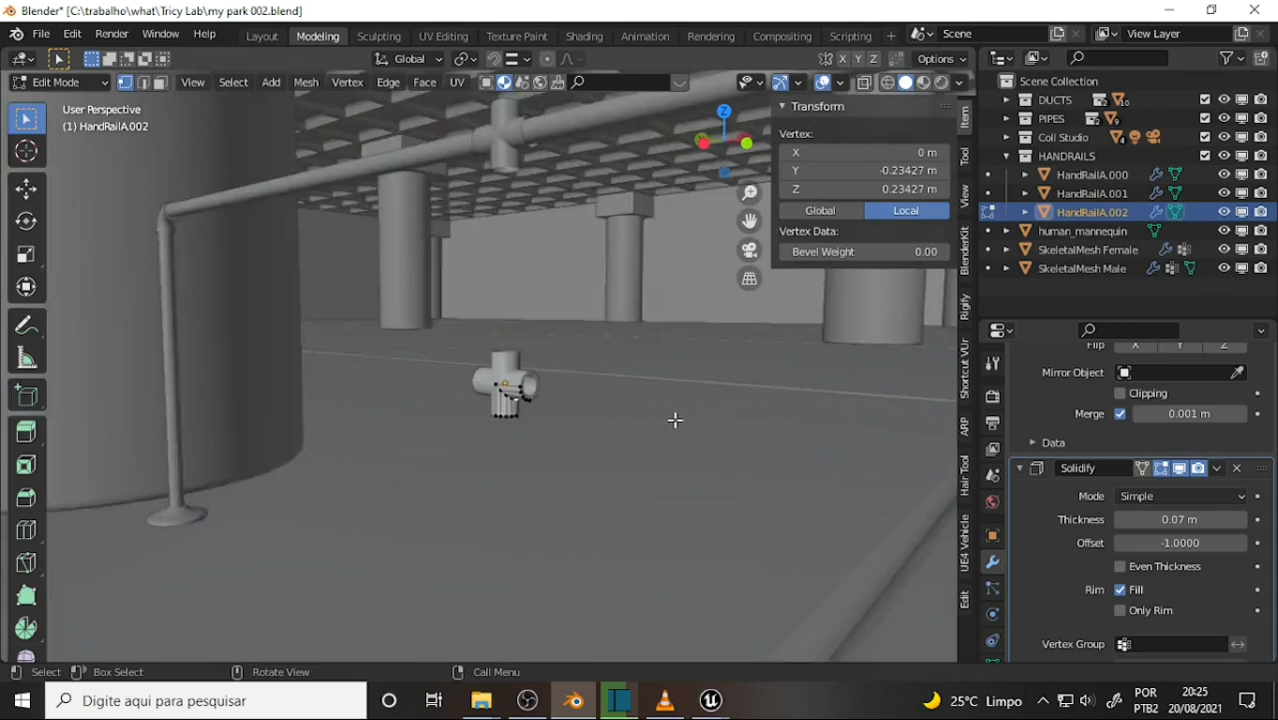 Blender* [C:\trabalho\what\Tricy Lab\my park 002.blend]
File Edit Render Window Help Layout Modeling Sculpting UV Editing Texture Paint Shading Animation Rendering Compositing Scripting + Scene View Layer
Global X Y Z Options
Edit Mode View Select Add Mesh Vertex Edge Face UV
User Perspective
(1) HandRailA.002
Z
Transform
Vertex:
X 0 m
Y -0.23427 m
Z 0.23427 m
Global Local
Vertex Data:
Bevel Weight 0.00
Item
Tool
View
BlenderKit
Rigify
Shortcut VUr
ARP
Hair Tool
UE4 Vehicle
Edit
Scene Collection
DUCTS 2 10
PIPES 2 9
Coll Studio 4
HANDRAILS
HandRailA.000
HandRailA.001
HandRailA.002
human_mannequin
SkeletalMesh Female
SkeletalMesh Male
Flip X Y Z
Mirror Object
Clipping
Merge 0.001 m
Data
Solidify
Mode Simple
Thickness 0.07 m
Offset -1.0000
Even Thickness
Rim Fill
Only Rim
Vertex Group
Select Box Select Rotate View Call Menu
Digite aqui para pesquisar
25°C Limpo
POR
PTB2
20:25
20/08/2021